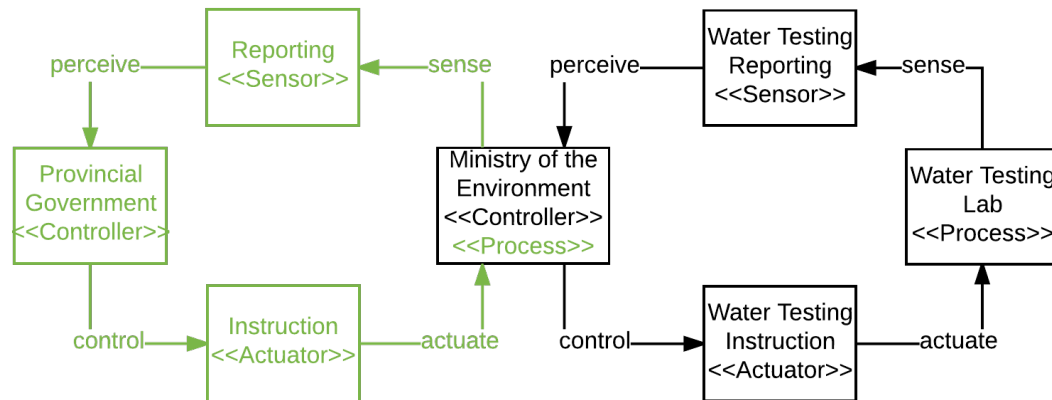 Reporting
<<Sensor>>
perceive
sense
Water Testing
Reporting
<<Sensor>>
perceive
sense
Provincial
Government
<<Controller>>
Ministry of the
Environment
<<Controller>>
<<Process>>
Water Testing
Lab
<<Process>>
control
Instruction
<<Actuator>>
actuate
control
Water Testing
Instruction
<<Actuator>>
actuate